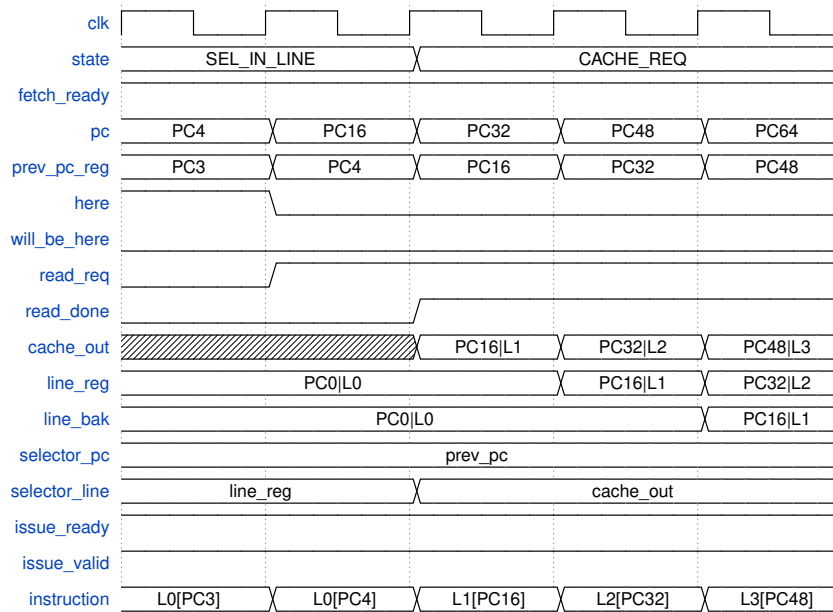 clk
state SEL_IN_LINE CACHE_REQ
fetch_ready
pc PC4 PC16 PC32 PC48 PC64
prev_pc_reg PC3 PC4 PC16 PC32 PC48
here
will_be_here
read_req
read_done
cache_out PC16|L1 PC32|L2 PC48|L3
line_reg PC0|L0 PC16|L1 PC32|L2
line_bak PC0|L0 PC16|L1
selector_pc prev_pc
selector_line line_reg cache_out
issue_ready
issue_valid
instruction L0[PC3] L0[PC4] L1[PC16] L2[PC32] L3[PC48]